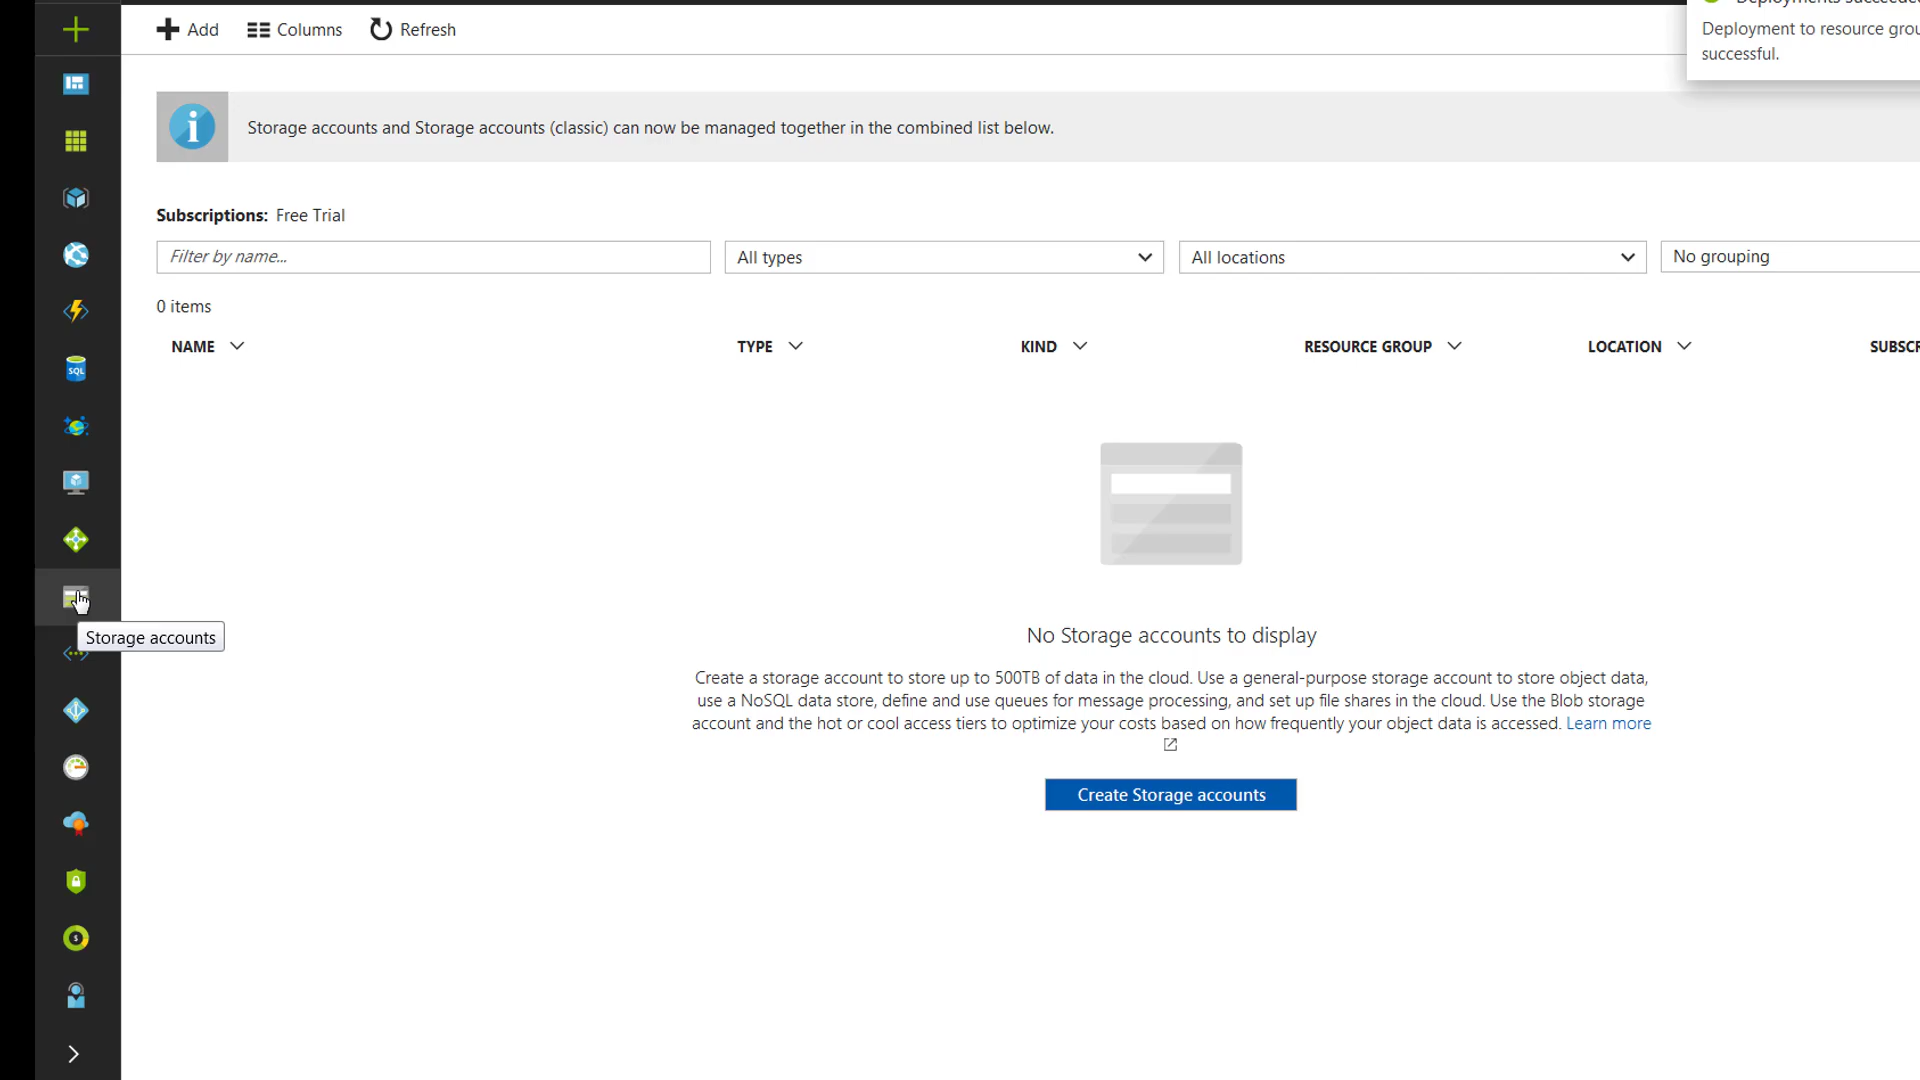 Add
Columns
Refresh
Deployment to resource
successful.
i
Storage accounts and Storage accounts (classic) can now be managed together in the combined list below.
Subscriptions: Free Trial
Filter by name...
All types
All locations
No grouping
0 items
NAME
TYPE
KIND
RESOURCE GROUP
LOCATION
SQL
Storage accounts
No Storage accounts to display
Create a storage account to store up to 500TB of data in the cloud. Use a general-purpose storage account to store object data,
use a NoSQL data store, define and use queues for message processing, and set up file shares in the cloud. Use the Blob storage
account and the hot or cool access tiers to optimize your costs based on how frequently your object data is accessed. Learn more
Create Storage accounts
$